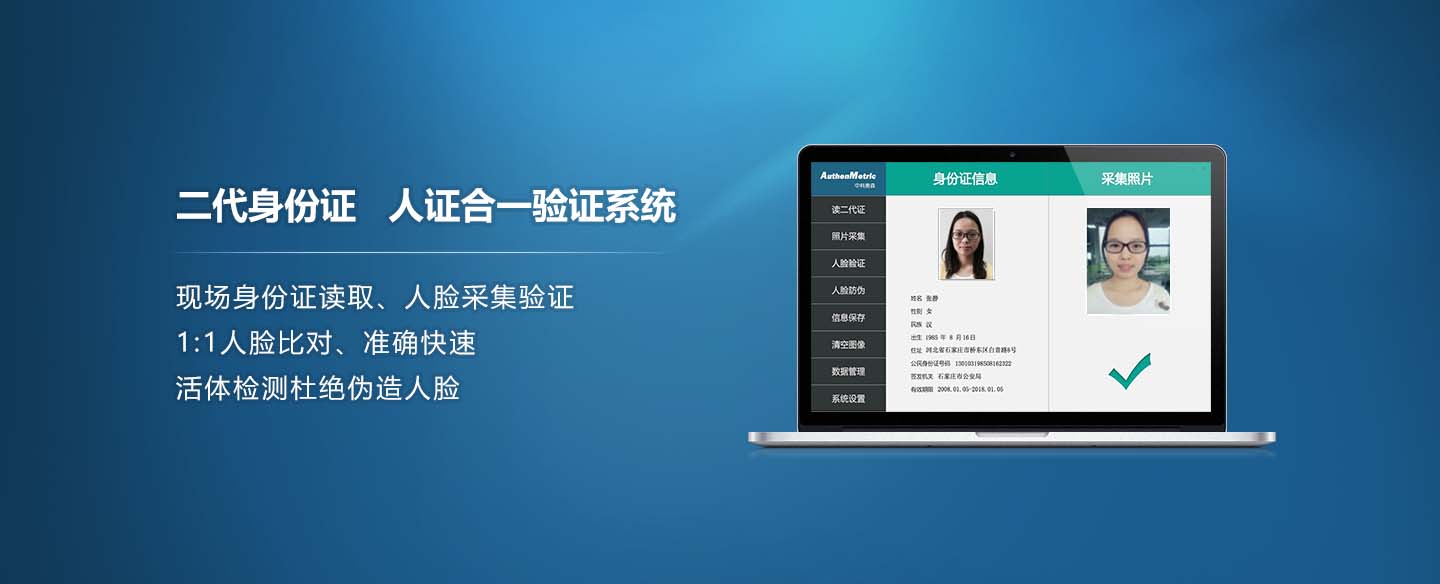 二代身份证 人证合一验证系统
现场身份证读取、人脸采集验证
1:1人脸比对、准确快速
活体检测杜绝伪造人脸
AuthenMetric
中科奥森
身份证信息
采集照片
读二代证
照片采集
人脸验证
人脸防伪
信息保存
清空图像
数据管理
系统设置
姓名 张静
性别 女
民族 汉
出生 1985 年 8 月16日
住址 河北省石家庄市桥东区白喜路8号
公民身份证号码 130103198508162322
签发机关 石家庄市公安局
有效期限 2008.01.05-2018.01.05